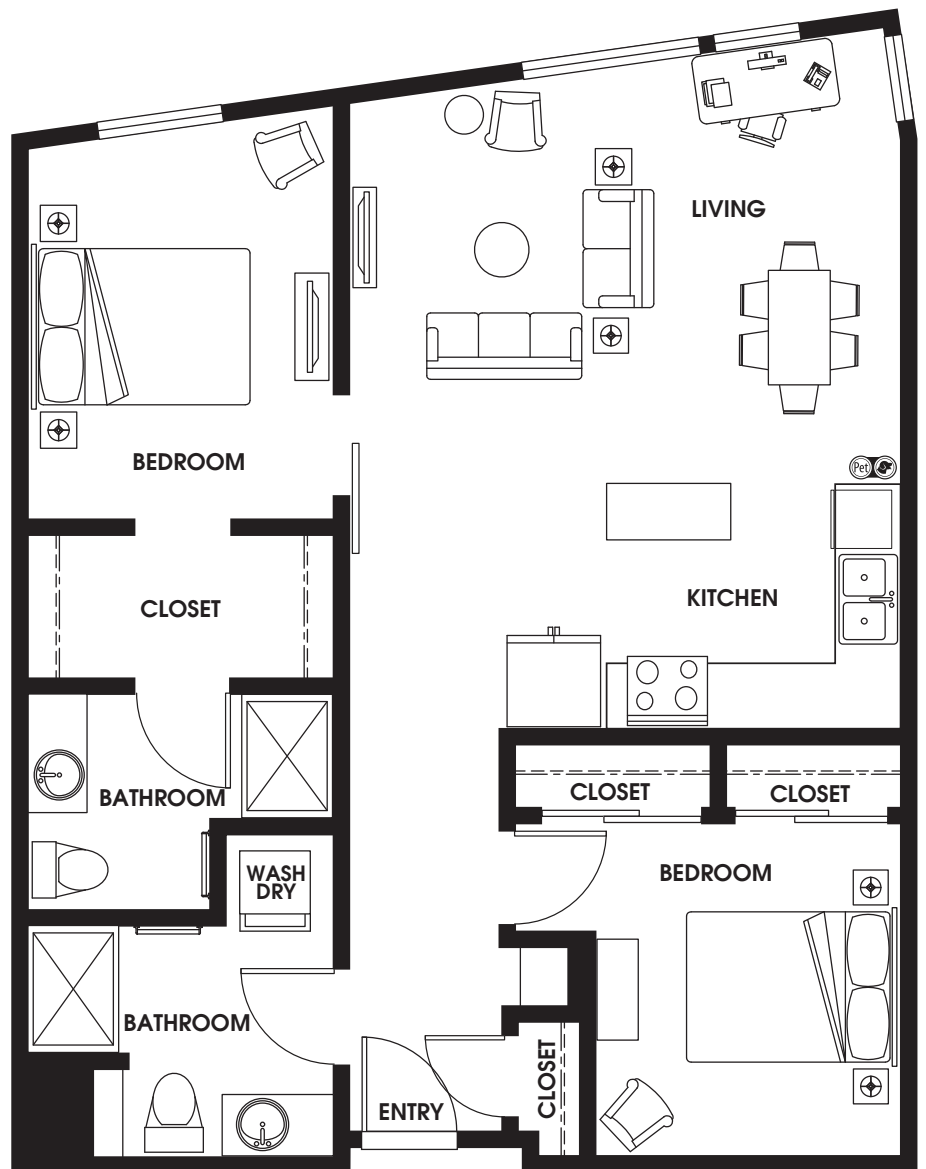 LIVING
BEDROOM
Pet
CLOSET
KITCHEN
BATHROOM
CLOSET
CLOSET
WASH
DRY
BEDROOM
BATHROOM
CLOSET
ENTRY